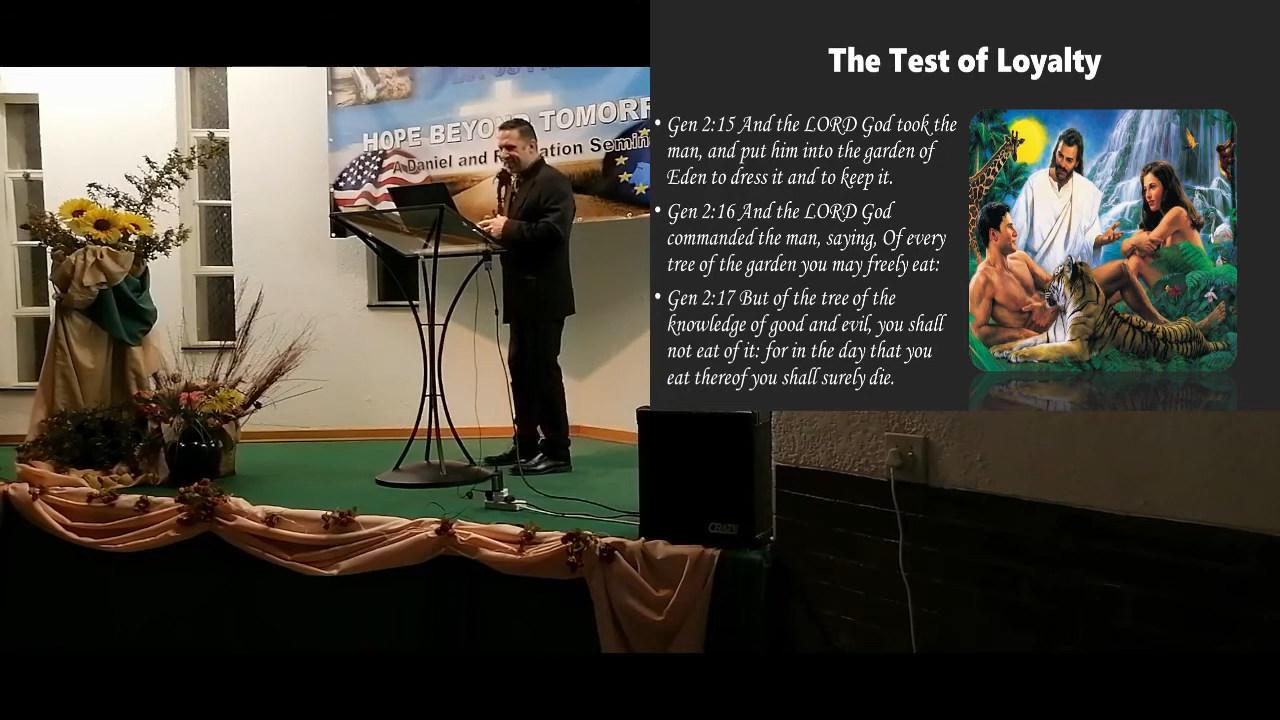 HOPE BEYOND TOMORR
A Daniel and Revelation Semin
The Test of Loyalty
• Gen 2:15 And the LORD God took the
man, and put him into the garden of
Eden to dress it and to keep it.
• Gen 2:16 And the LORD God
commanded the man, saying, Of every
tree of the garden you may freely eat:
• Gen 2:17 But of the tree of the
knowledge of good and evil, you shall
not eat of it: for in the day that you
eat thereof you shall surely die.
CRATE